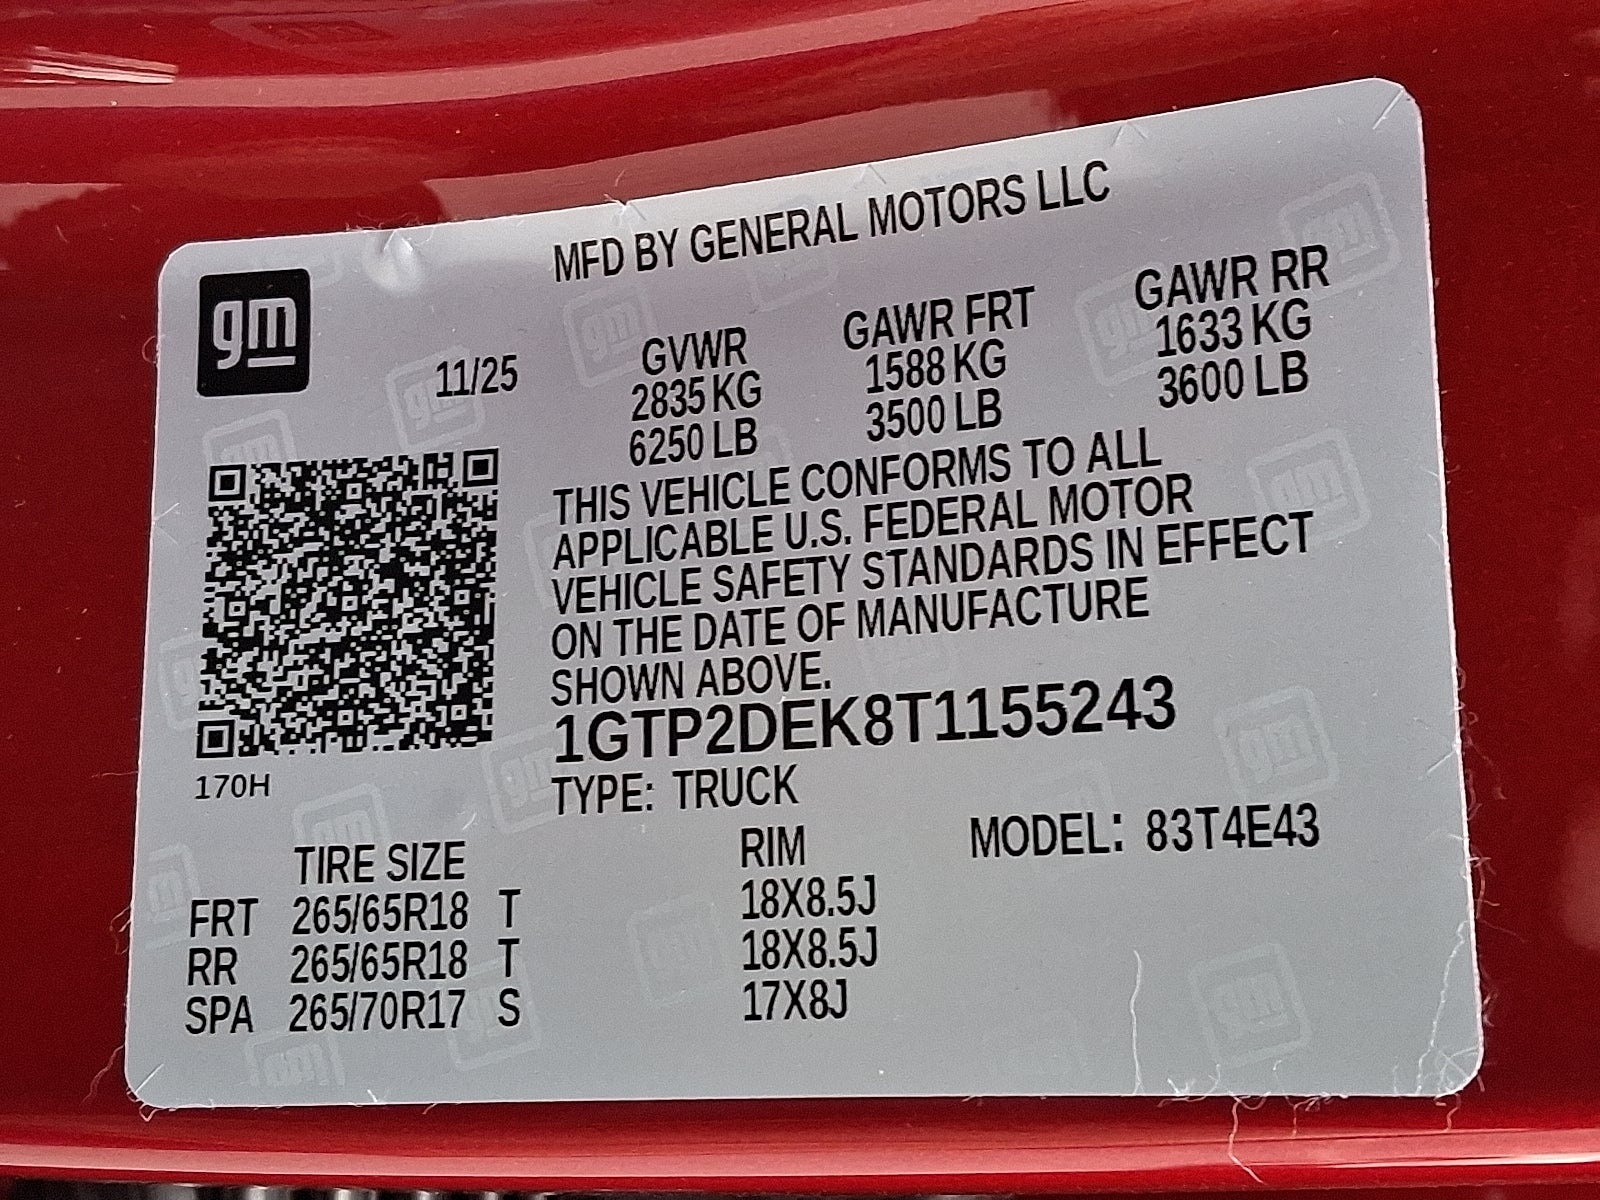 MFD BY GENERAL MOTORS LLC
gm
11/25
GVWR GAWR FRT GAWR RR
2835 KG 1588 KG 1633 KG
6250 LB 3500 LB 3600 LB
THIS VEHICLE CONFORMS TO ALL
APPLICABLE U.S. FEDERAL MOTOR
VEHICLE SAFETY STANDARDS IN EFFECT
ON THE DATE OF MANUFACTURE
SHOWN ABOVE.
1GTP2DEK8T1155243
170H
TYPE: TRUCK
TIRE SIZE RIM MODEL: 83T4E43
FRT 265/65R18 T 18X8.5J
RR 265/65R18 T 18X8.5J
SPA 265/70R17 S 17X8J